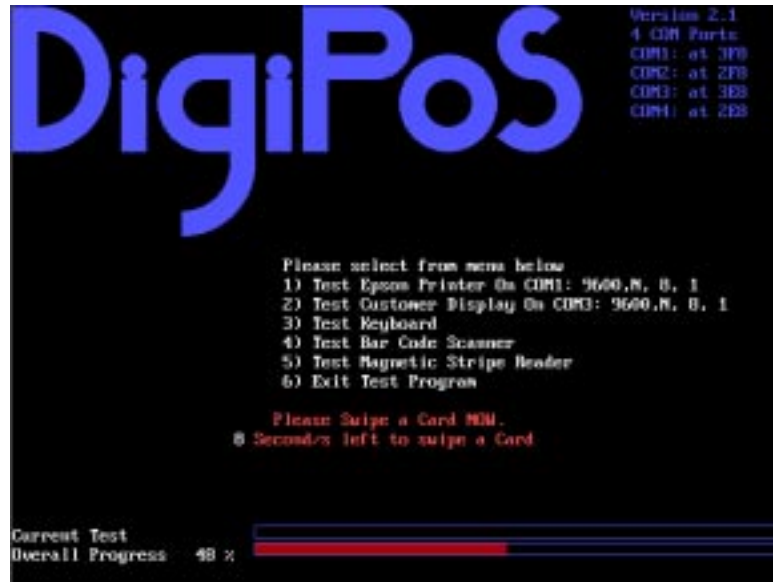 DigiPoS
Version 2.1
4 COM Ports
COM1: at 3F8
COM2: at 2F8
COM3: at 3E8
COM4: at 2E8
Please select from menu below
1) Test Epson Printer On COM1: 9600,N, 8, 1
2) Test Customer Display On COM3: 9600,N, 8, 1
3) Test Keyboard
4) Test Bar Code Scanner
5) Test Magnetic Stripe Reader
6) Exit Test Program
Please Swipe a Card NOW.
8 Second/s left to swipe a Card
Current Test
Overall Progress 48 %